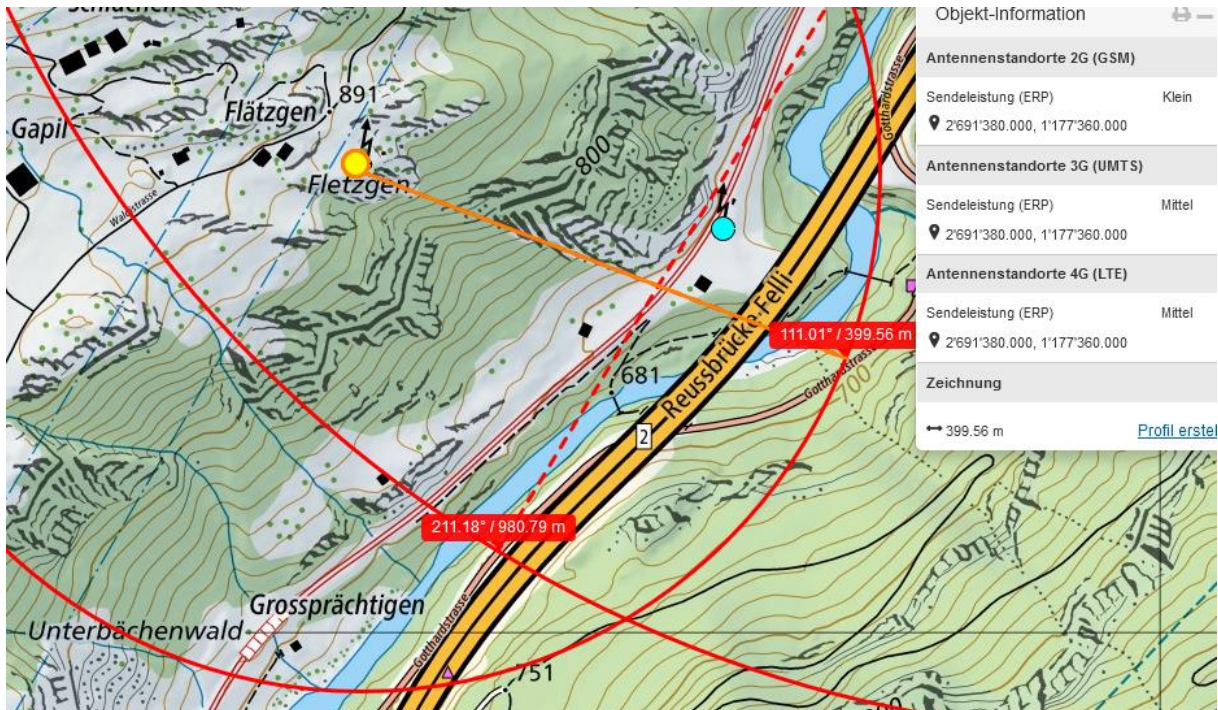 Objekt-Information
Antennenstandorte 2G (GSM)
Sendeleistung (ERP) Klein
2'691'380.000, 1'177'360.000
Antennenstandorte 3G (UMTS)
Sendeleistung (ERP) Mittel
2'691'380.000, 1'177'360.000
Antennenstandorte 4G (LTE)
Sendeleistung (ERP) Mittel
2'691'380.000, 1'177'360.000
Zeichnung
399.56 m Profil erstel
Flätzgen
891
Gapil
Fletzgen
Waldistrasse
800
Gotthardstrasse
Reussbrücke-Felli
111.01° / 399.56 m
681
Gotthardstrasse
700
2
211.18° / 980.79 m
Grossprächtigen
Unterbächenwald
Gotthardstrasse
751